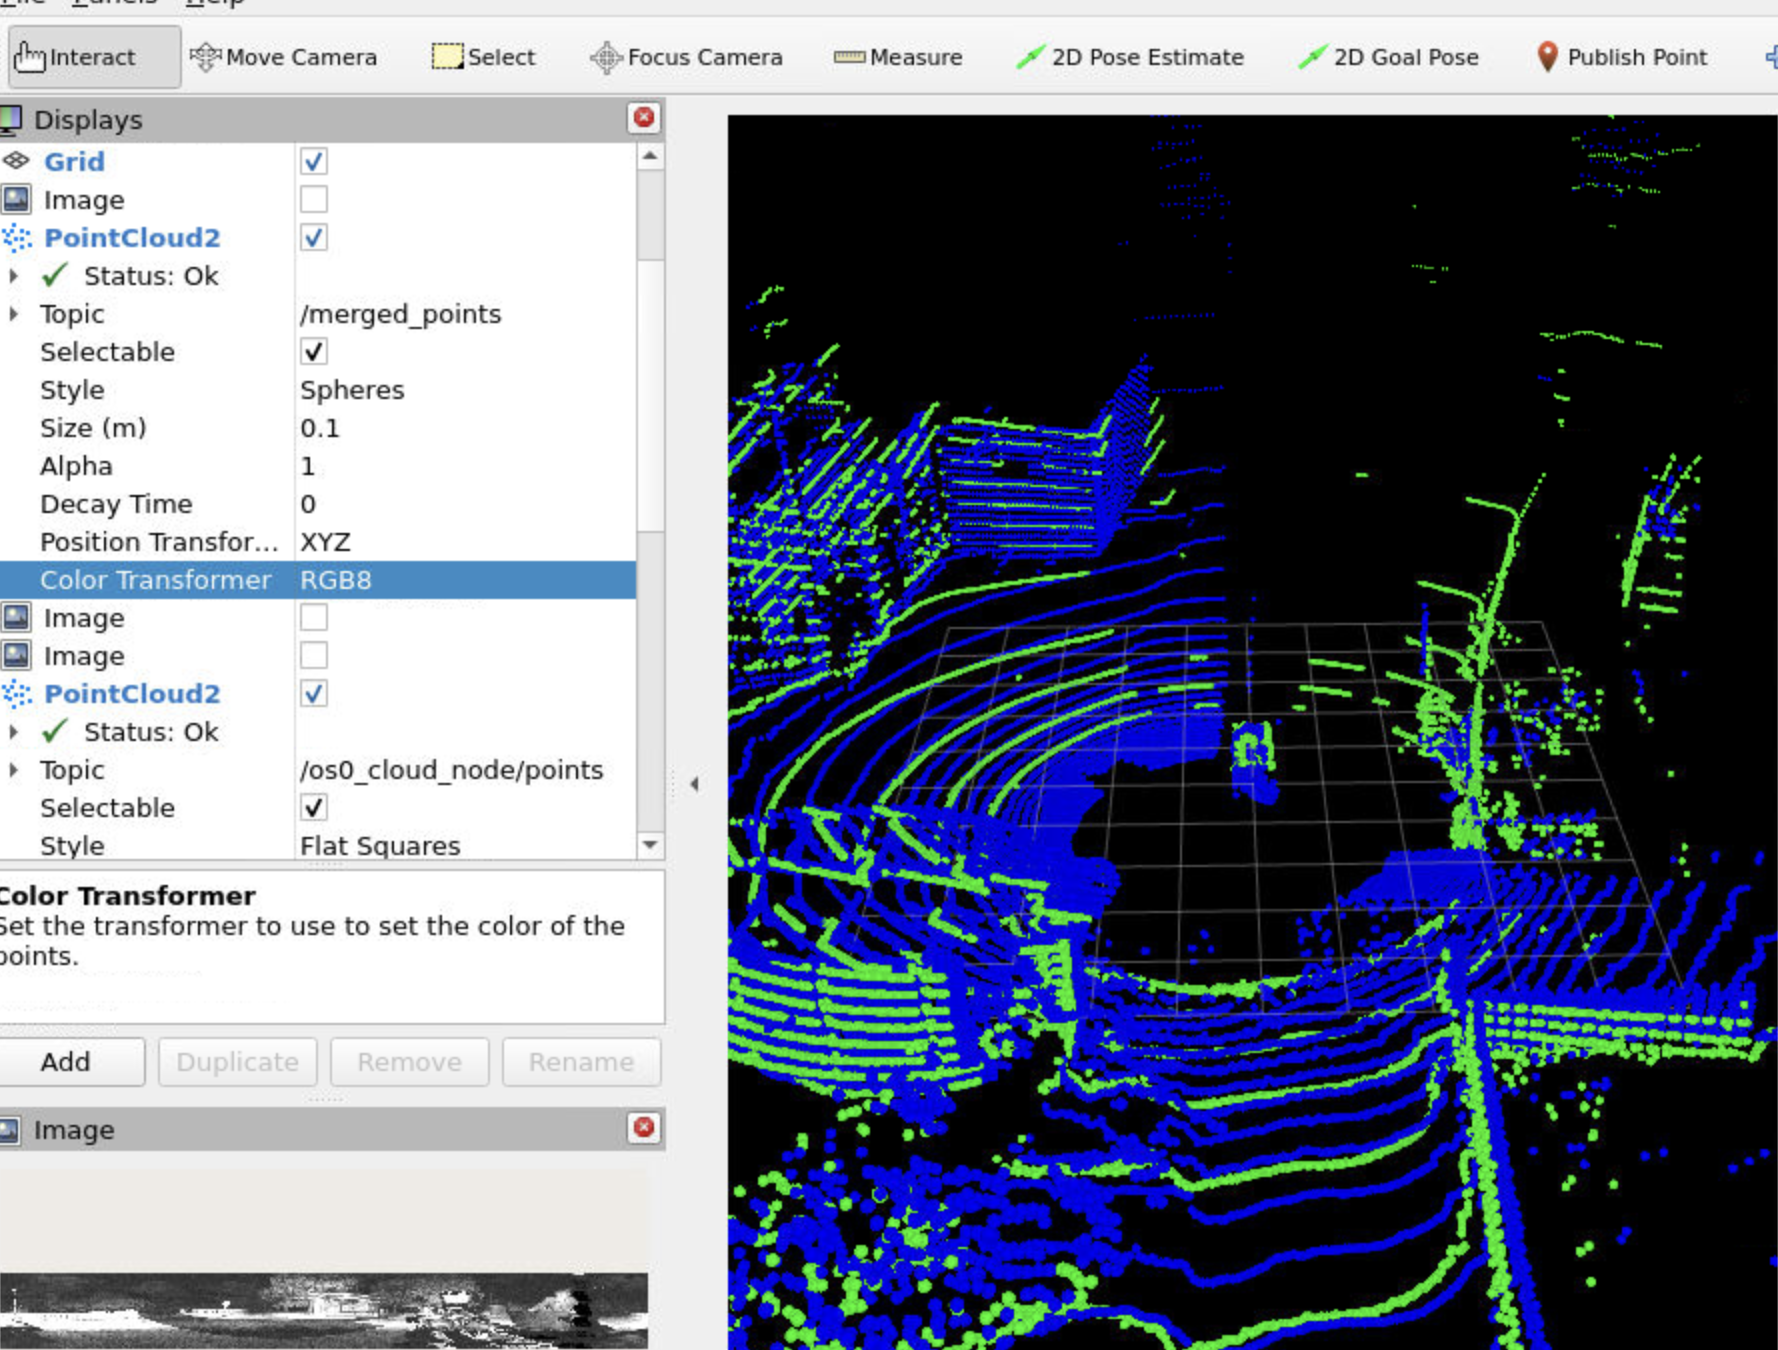 File Panels Help
Interact Move Camera Select Focus Camera Measure 2D Pose Estimate 2D Goal Pose Publish Point
Displays
Grid
Image
PointCloud2
Status: Ok
Topic /merged_points
Selectable
Style Spheres
Size (m) 0.1
Alpha 1
Decay Time 0
Position Transfor... XYZ
Color Transformer RGB8
Image
Image
PointCloud2
Status: Ok
Topic /os0_cloud_node/points
Selectable
Style Flat Squares
Color Transformer
Set the transformer to use to set the color of the
points.
Add Duplicate Remove Rename
Image